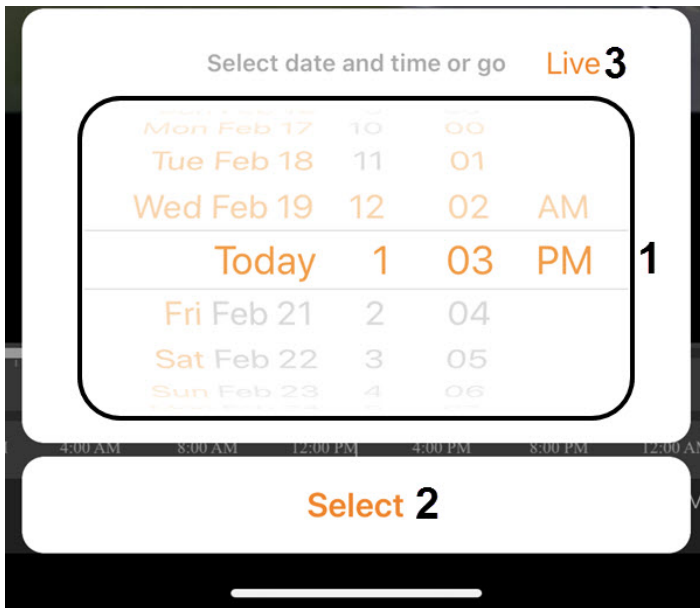 Select date and time or go Live 3
Mon Feb 17 10 00
Tue Feb 18 11 01
Wed Feb 19 12 02 AM
Today 1 03 PM 1
Fri Feb 21 2 04
Sat Feb 22 3 05
Sun Feb 23 4 06
4:00 AM 8:00 AM 12:00 PM 4:00 PM 8:00 PM 12:00 A
Select 2